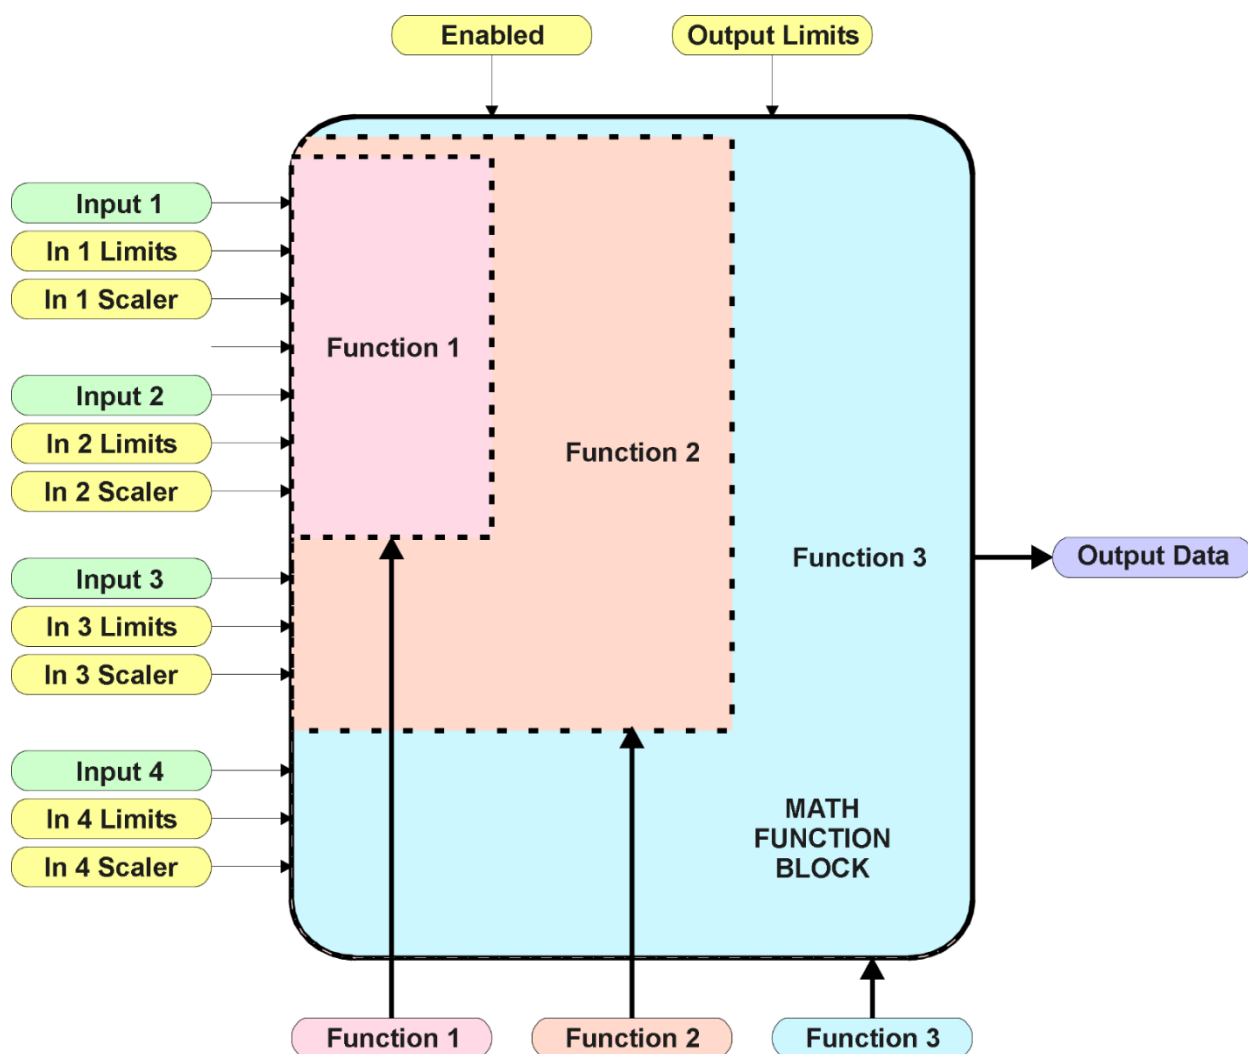 Enabled
Output Limits
Input 1
In 1 Limits
In 1 Scaler
Function 1
Input 2
In 2 Limits
In 2 Scaler
Function 2
Input 3
In 3 Limits
In 3 Scaler
Function 3
Output Data
Input 4
In 4 Limits
In 4 Scaler
MATH
FUNCTION
BLOCK
Function 1
Function 2
Function 3